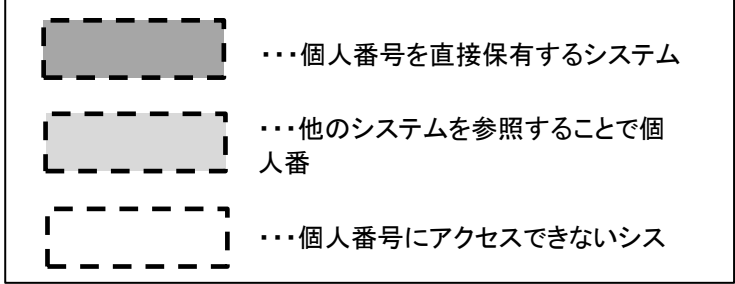 ･･･個人番号を直接保有するシステム
･･･他のシステムを参照することで個
人番
･･･個人番号にアクセスできないシス